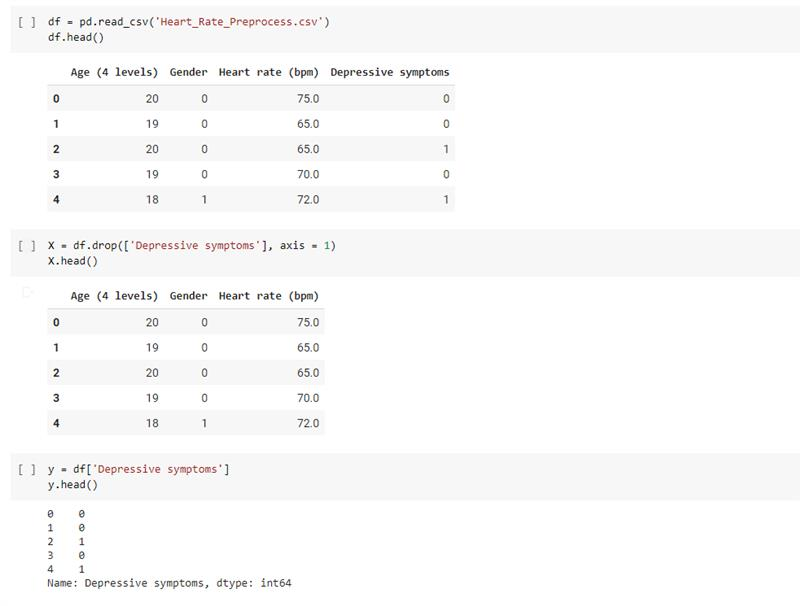 [ ] df = pd.read_csv('Heart_Rate_Preprocess.csv')
df.head()
Age (4 levels) Gender Heart rate (bpm) Depressive symptoms
0 20 0 75.0 0
1 19 0 65.0 0
2 20 0 65.0 1
3 19 0 70.0 0
4 18 1 72.0 1
[ ] X = df.drop(['Depressive symptoms'], axis = 1)
X.head()
Age (4 levels) Gender Heart rate (bpm)
0 20 0 75.0
1 19 0 65.0
2 20 0 65.0
3 19 0 70.0
4 18 1 72.0
[ ] y = df['Depressive symptoms']
y.head()
0 0
1 0
2 1
3 0
4 1
Name: Depressive symptoms, dtype: int64